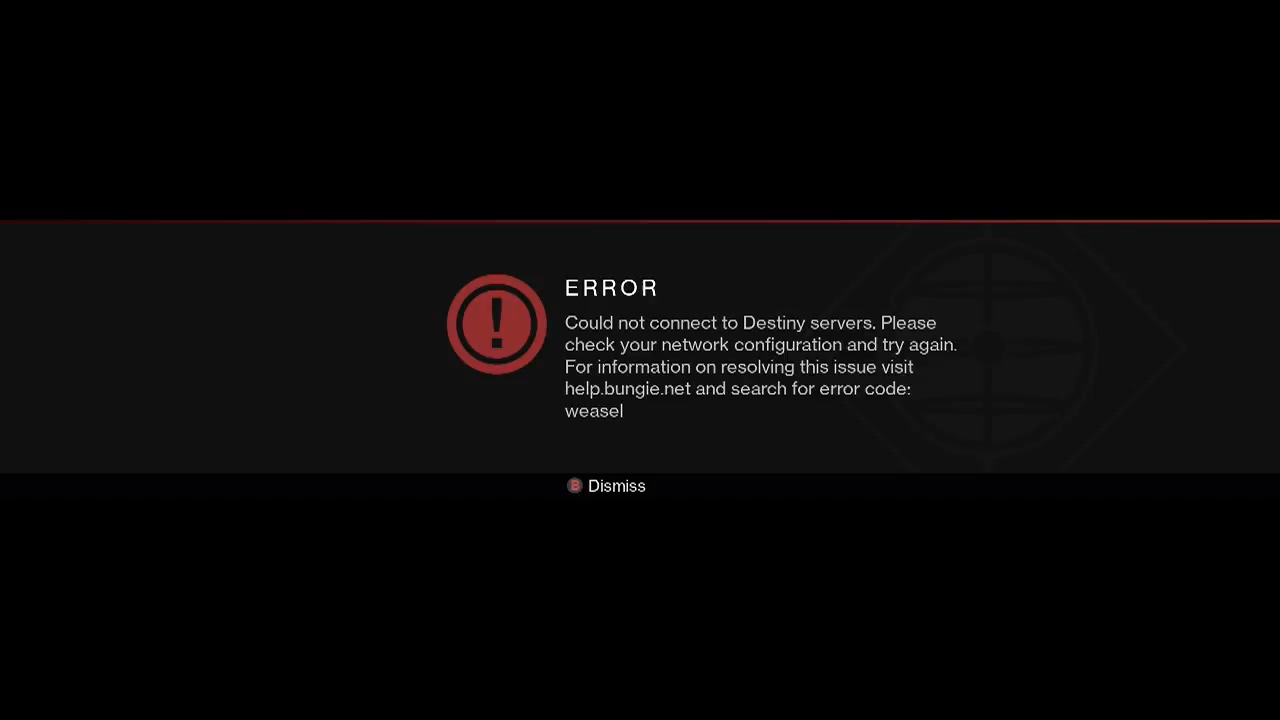 ERROR
Could not connect to Destiny servers. Please
check your network configuration and try again.
For information on resolving this issue visit
help.bungie.net and search for error code:
weasel
B Dismiss